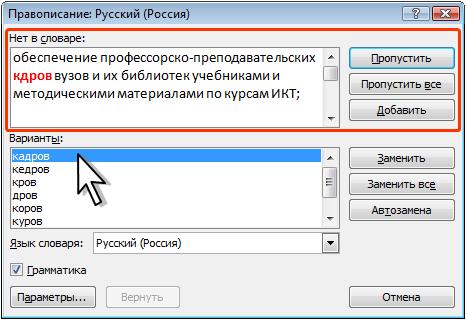 Правописание: Русский (Россия)
Нет в словаре:
обеспечение профессорско-преподавательских
кдров вузов и их библиотек учебниками и
методическими материалами по курсам ИКТ;
Пропустить
Пропустить все
Добавить
Варианты:
кадров
кедров
кров
дров
коров
куров
Заменить
Заменить все
Автозамена
Язык словаря: Русский (Россия)
Грамматика
Параметры... Вернуть Отмена